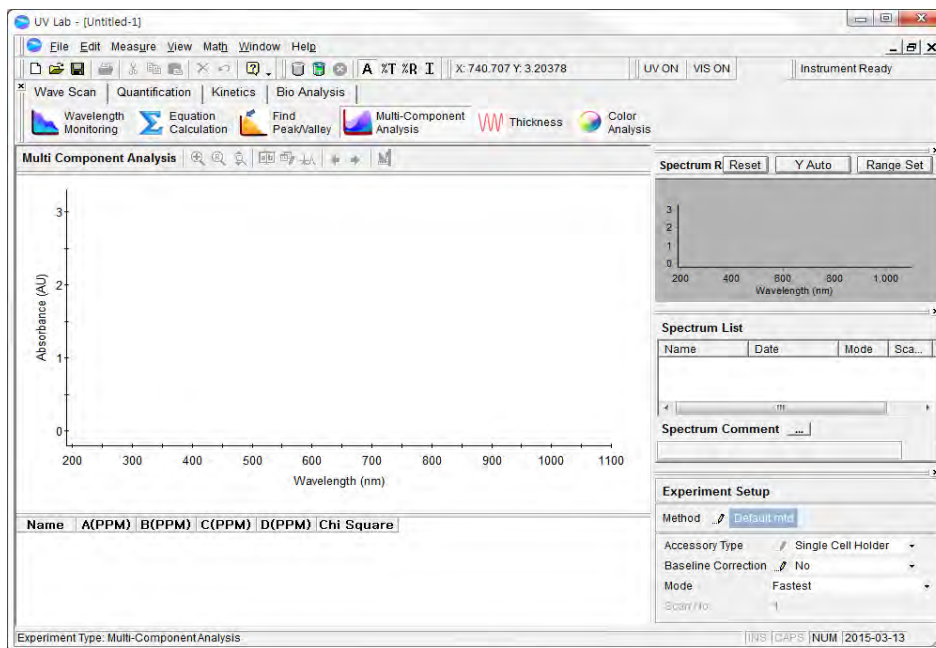 UV Lab - [Untitled-1]
File Edit Measure View Math Window Help
A %T %R X: 740.707 Y: 3.20378 UV ON VIS ON Instrument Ready
Wave Scan Quantification Kinetics Bio Analysis
Wavelength Monitoring
Equation Calculation
Find Peak/Valley
Multi-Component Analysis
Thickness
Color Analysis
Multi Component Analysis
3
2
1
0
Absorbance (AU)
200 300 400 500 600 700 800 900 1000 1100
Wavelength (nm)
Name A(PPM) B(PPM) C(PPM) D(PPM) Chi Square
Spectrum R Reset Y Auto Range Set
3
2
1
0
200 400 600 800 1,000
Wavelength (nm)
Spectrum List
Name Date Mode Sca...
Spectrum Comment ...
Experiment Setup
Method Default.mtd
Accessory Type Single Cell Holder
Baseline Correction No
Mode Fastest
Scan No. 1
Experiment Type: Multi-Component Analysis INS CAPS NUM 2015-03-13